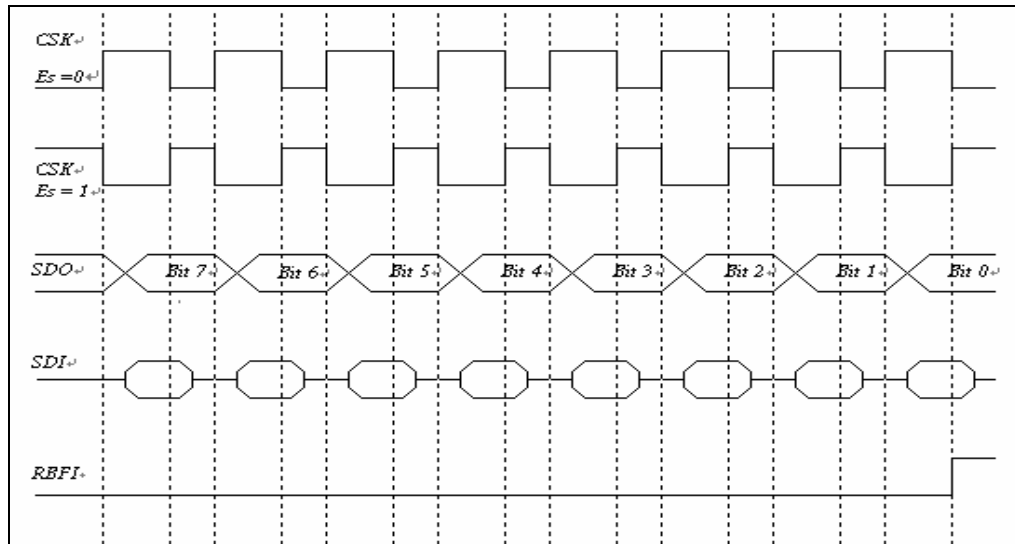 CSK↵
Es =0↵
CSK↵
Es = 1↵
SDO↵ Bit 7↵ Bit 6↵ Bit 5↵ Bit 4↵ Bit 3↵ Bit 2↵ Bit 1↵ Bit 0↵
SDI↵
RBFI↵